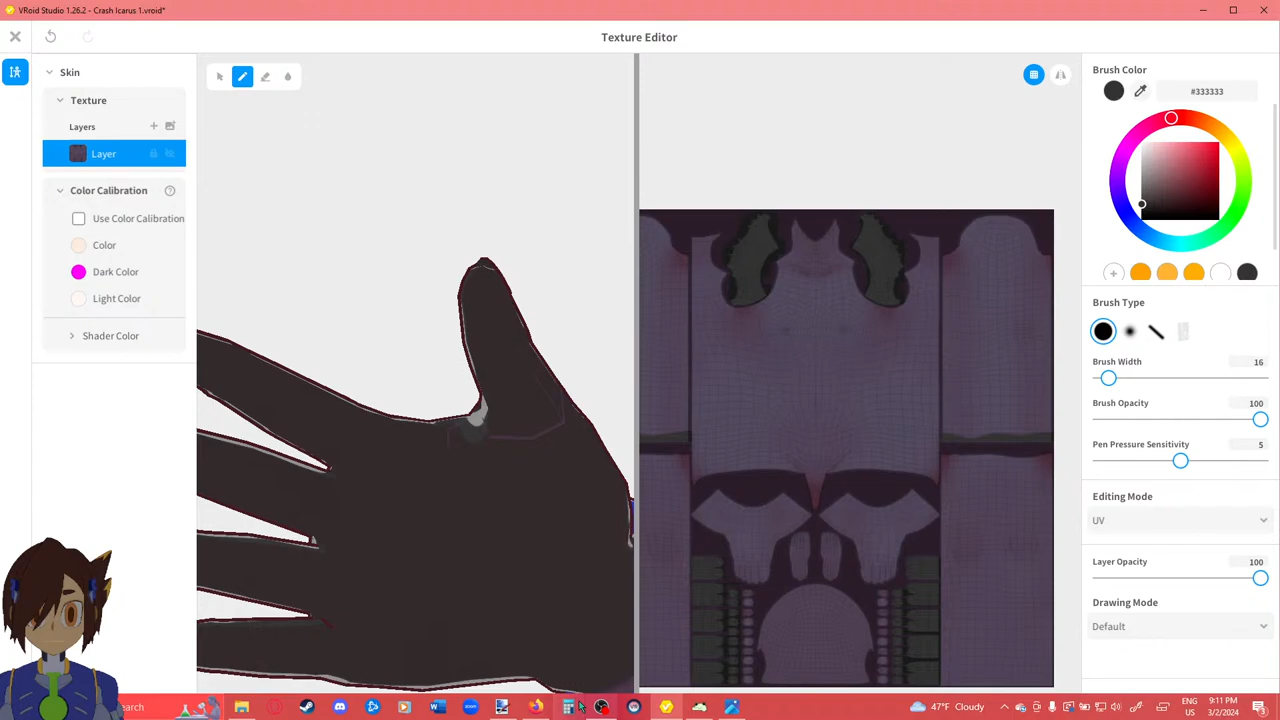 VRoid Studio 1.26.2 - Crash Icarus 1.vroid*
Texture Editor
Skin
Texture
Layers
Layer
Color Calibration
Use Color Calibration
Color
Dark Color
Light Color
Shader Color
Brush Color
#333333
Brush Type
Brush Width
16
Brush Opacity
100
Pen Pressure Sensitivity
5
Editing Mode
UV
Layer Opacity
100
Drawing Mode
Default
earch
47°F Cloudy
ENG
US
9:11 PM
3/2/2024